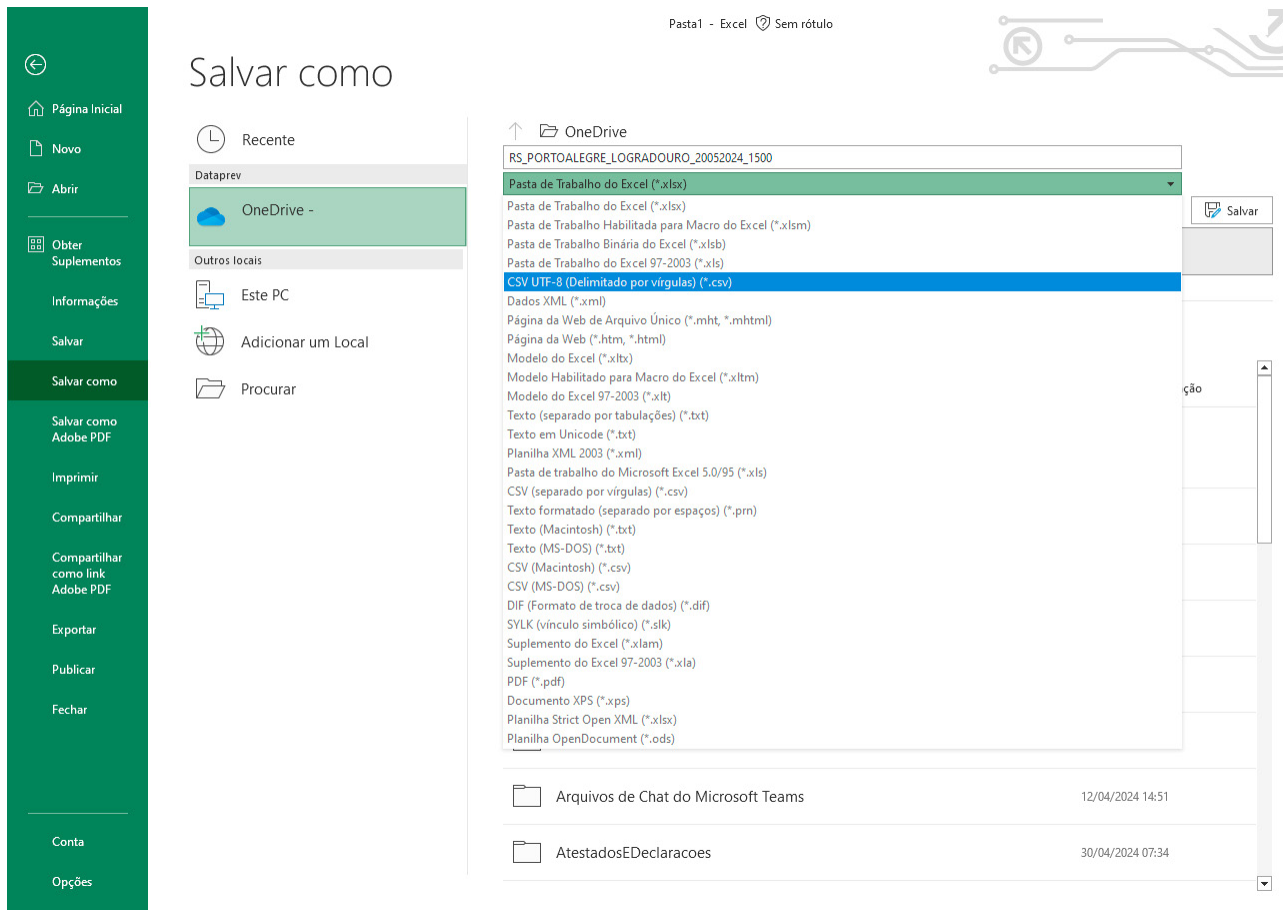 Pasta1 - Excel Sem rótulo
Página Inicial
Novo
Abrir
Obter
Suplementos
Informações
Salvar
Salvar como
Salvar como
Adobe PDF
Imprimir
Compartilhar
Compartilhar
como link
Adobe PDF
Exportar
Publicar
Fechar
Conta
Opções
Salvar como
Recente
Dataprev
OneDrive -
Outros locais
Este PC
Adicionar um Local
Procurar
OneDrive
RS_PORTOALEGRE_LOGRADOURO_20052024_1500
Pasta de Trabalho do Excel (*.xlsx)
Salvar
Pasta de Trabalho do Excel (*.xlsx)
Pasta de Trabalho Habilitada para Macro do Excel (*.xlsm)
Pasta de Trabalho Binária do Excel (*.xlsb)
Pasta de Trabalho do Excel 97-2003 (*.xls)
CSV UTF-8 (Delimitado por vírgulas) (*.csv)
Dados XML (*.xml)
Página da Web de Arquivo Único (*.mht, *.mhtml)
Página da Web (*.htm, *.html)
Modelo do Excel (*.xltx)
Modelo Habilitado para Macro do Excel (*.xltm)
Modelo do Excel 97-2003 (*.xlt)
Texto (separado por tabulações) (*.txt)
Texto em Unicode (*.txt)
Planilha XML 2003 (*.xml)
Pasta de trabalho do Microsoft Excel 5.0/95 (*.xls)
CSV (separado por vírgulas) (*.csv)
Texto formatado (separado por espaços) (*.prn)
Texto (Macintosh) (*.txt)
Texto (MS-DOS) (*.txt)
CSV (Macintosh) (*.csv)
CSV (MS-DOS) (*.csv)
DIF (Formato de troca de dados) (*.dif)
SYLK (vínculo simbólico) (*.slk)
Suplemento do Excel (*.xlam)
Suplemento do Excel 97-2003 (*.xla)
PDF (*.pdf)
Documento XPS (*.xps)
Planilha Strict Open XML (*.xlsx)
Planilha OpenDocument (*.ods)
ção
Arquivos de Chat do Microsoft Teams 12/04/2024 14:51
AtestadosEDeclaracoes 30/04/2024 07:34